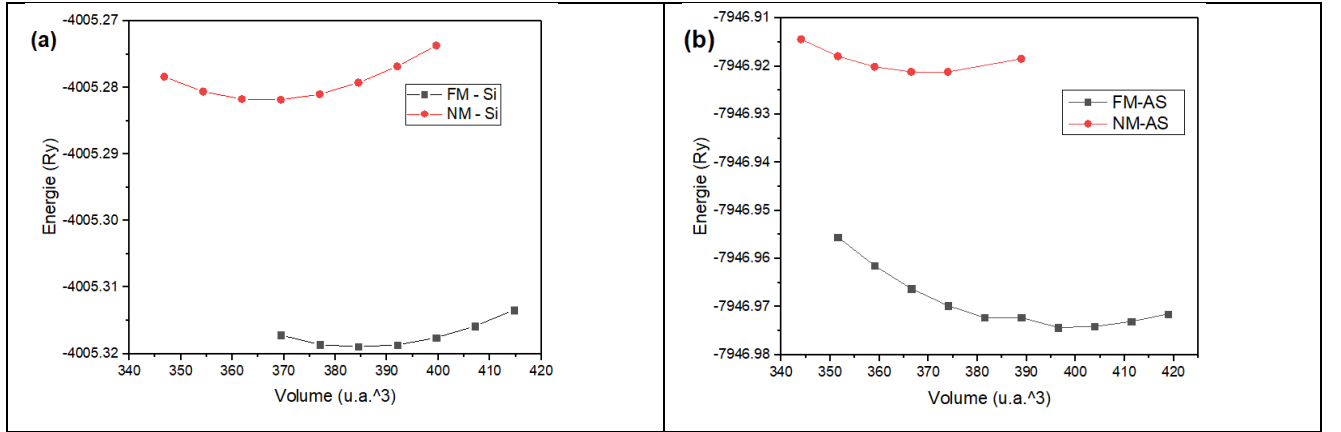 (a)
-4005.27
-4005.28
-4005.29
-4005.30
-4005.31
-4005.32
Energie (Ry)
FM - Si
NM - Si
340 350 360 370 380 390 400 410 420
Volume (u.a.^3)
(b)
-7946.91
-7946.92
-7946.93
-7946.94
-7946.95
-7946.96
-7946.97
-7946.98
Energie (Ry)
FM-AS
NM-AS
340 350 360 370 380 390 400 410 420
Volume (u.a.^3)